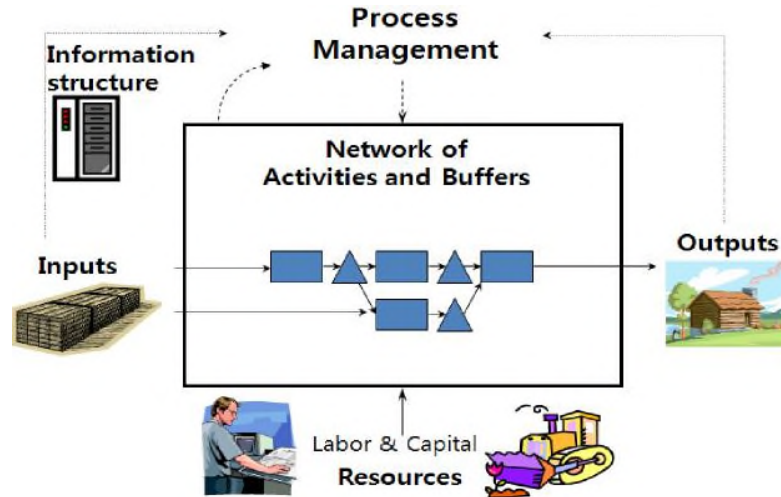 Process
Management
Information
structure
Network of
Activities and Buffers
Inputs
Outputs
Labor & Capital
Resources